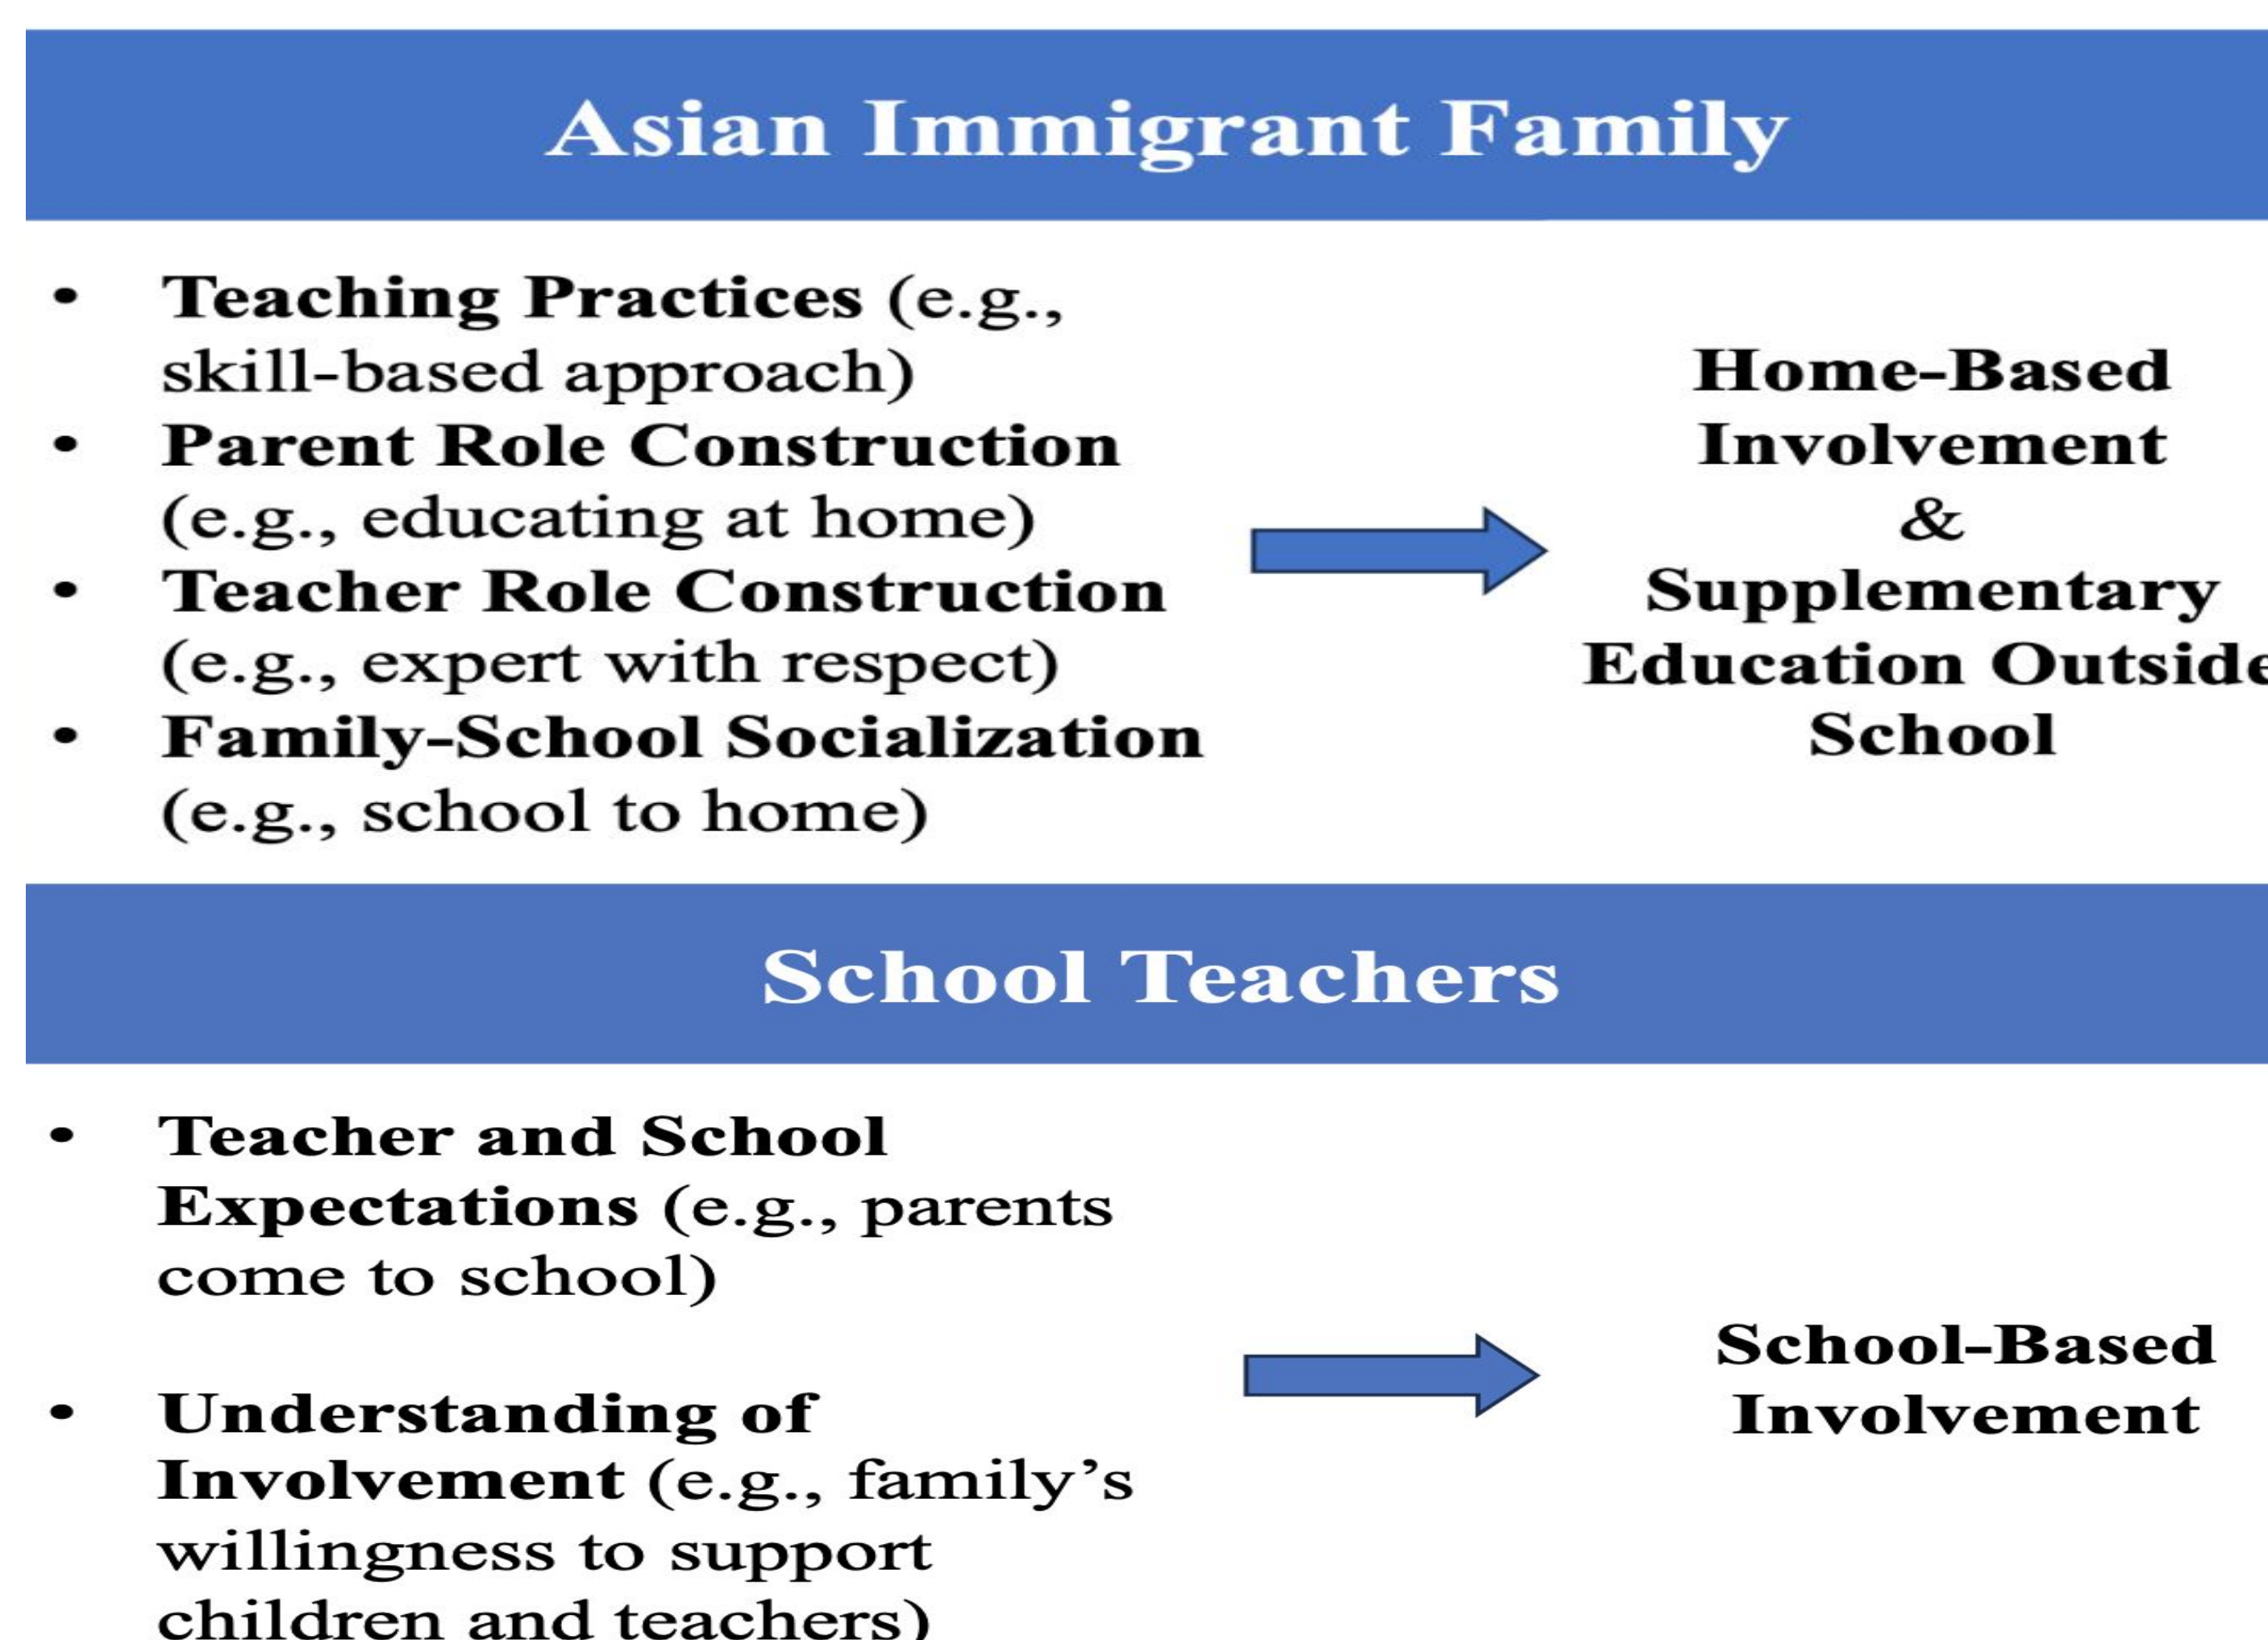 Asian Immigrant Family
• Teaching Practices (e.g.,
skill-based approach)
• Parent Role Construction
(e.g., educating at home)
• Teacher Role Construction
(e.g., expert with respect)
• Family-School Socialization
(e.g., school to home)
Home-Based
Involvement
&
Supplementary
Education Outside
School
School Teachers
• Teacher and School
Expectations (e.g., parents
come to school)
• Understanding of
Involvement (e.g., family’s
willingness to support
children and teachers)
School-Based
Involvement